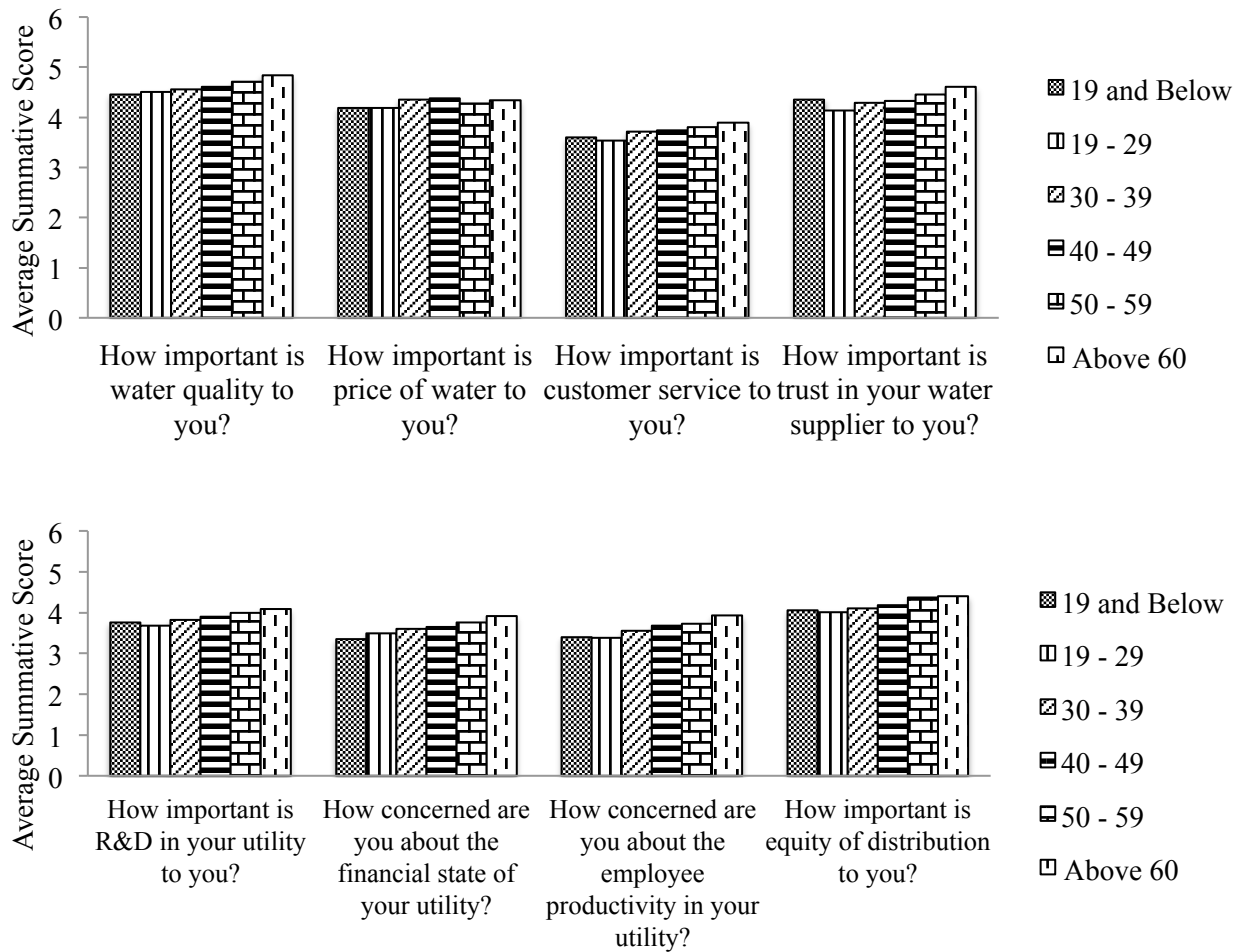 Average Summative Score
6
5
4
3
2
1
0
How important is
water quality to
you?
How important is
price of water to
you?
How important is
customer service to
you?
How important is
trust in your water
supplier to you?
19 and Below
19 - 29
30 - 39
40 - 49
50 - 59
Above 60
Average Summative Score
6
5
4
3
2
1
0
How important is
R&D in your utility
to you?
How concerned are
you about the
financial state of
your utility?
How concerned are
you about the
employee
productivity in your
utility?
How important is
equity of distribution
to you?
19 and Below
19 - 29
30 - 39
40 - 49
50 - 59
Above 60